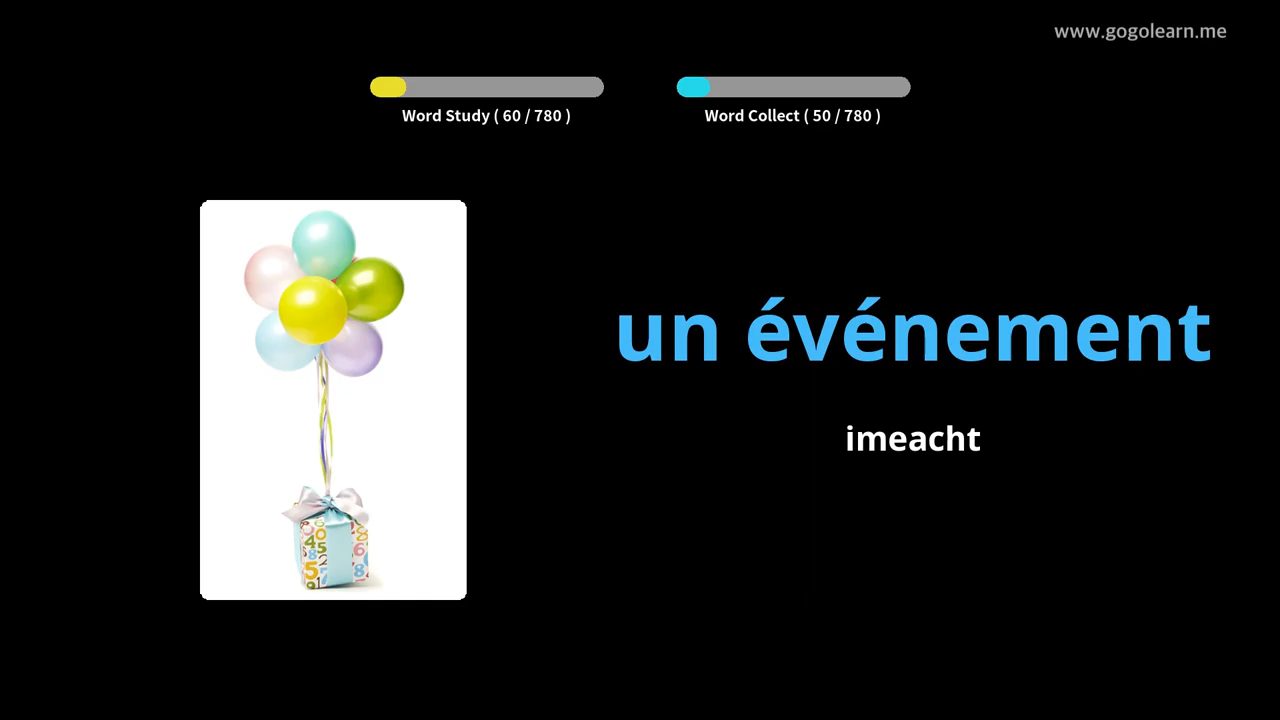 www.gogolearn.me
Word Study ( 60 / 780 )
Word Collect ( 50 / 780 )
un événement
imeacht